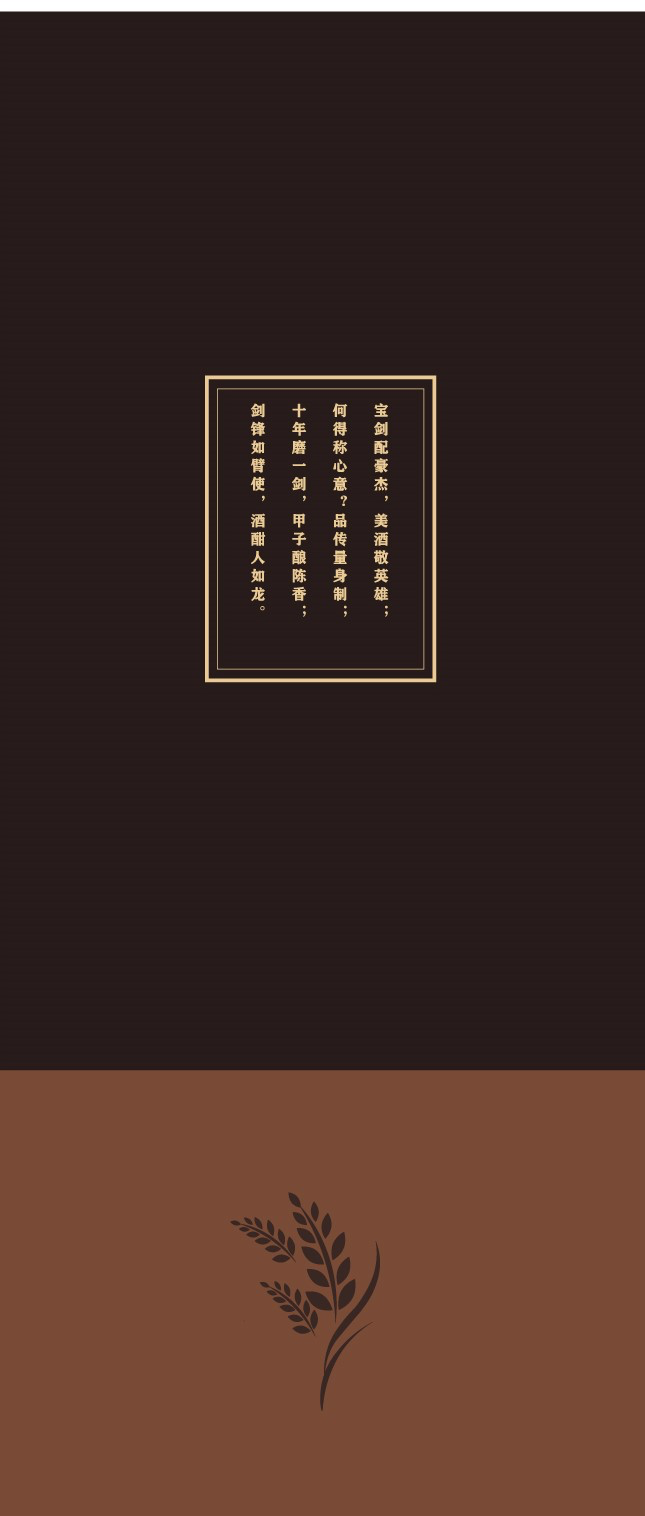 宝剑配豪杰，美酒敬英雄；
何得称心意？品传量身制；
十年磨一剑，甲子酿陈香；
剑锋如臂使，酒酣人如龙。